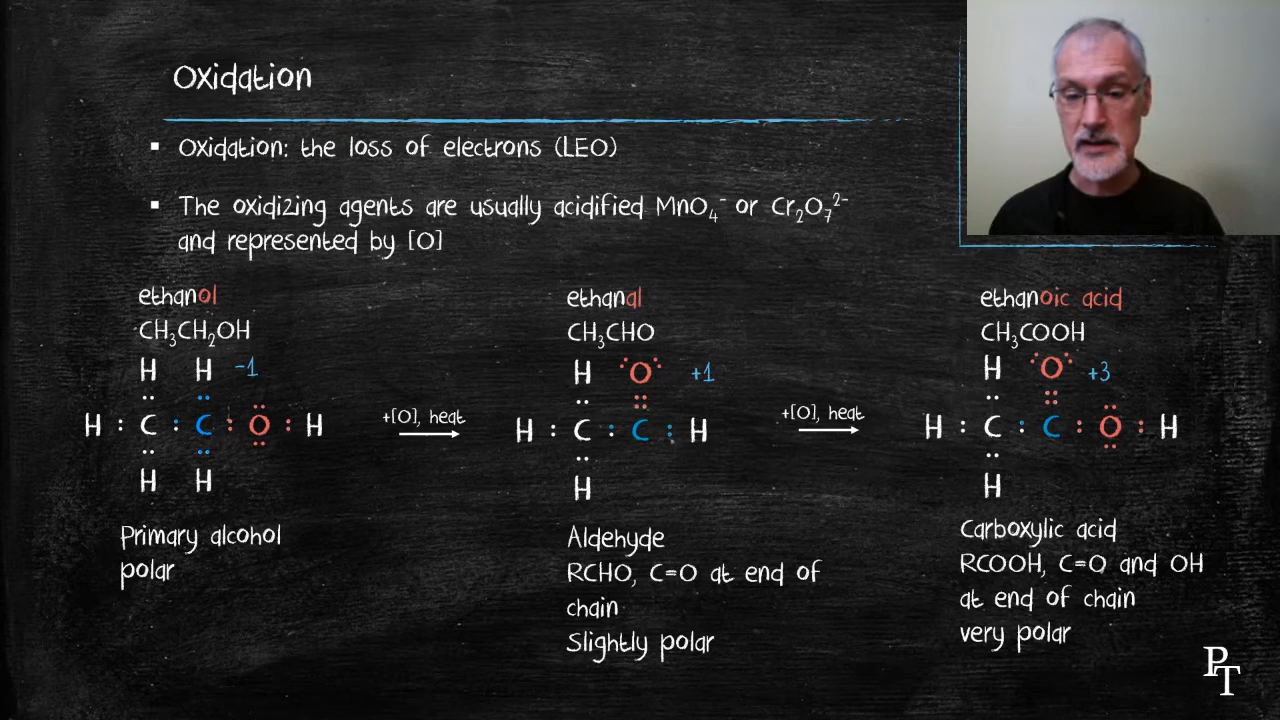 Oxidation
▪ Oxidation: the loss of electrons (LEO)
▪ The oxidizing agents are usually acidified MnO₄⁻ or Cr₂O₇²⁻
and represented by [O]
ethanol
CH₃CH₂OH
H H -1
H : C : C : O : H
H H
Primary alcohol
polar
+[O], heat
ethanal
CH₃CHO
H O +1
H : C : C : H
H
Aldehyde
RCHO, C=O at end of
chain
Slightly polar
+[O], heat
ethanoic acid
CH₃COOH
H O +3
H : C : C : O : H
H
Carboxylic acid
RCOOH, C=O and OH
at end of chain
very polar
PT